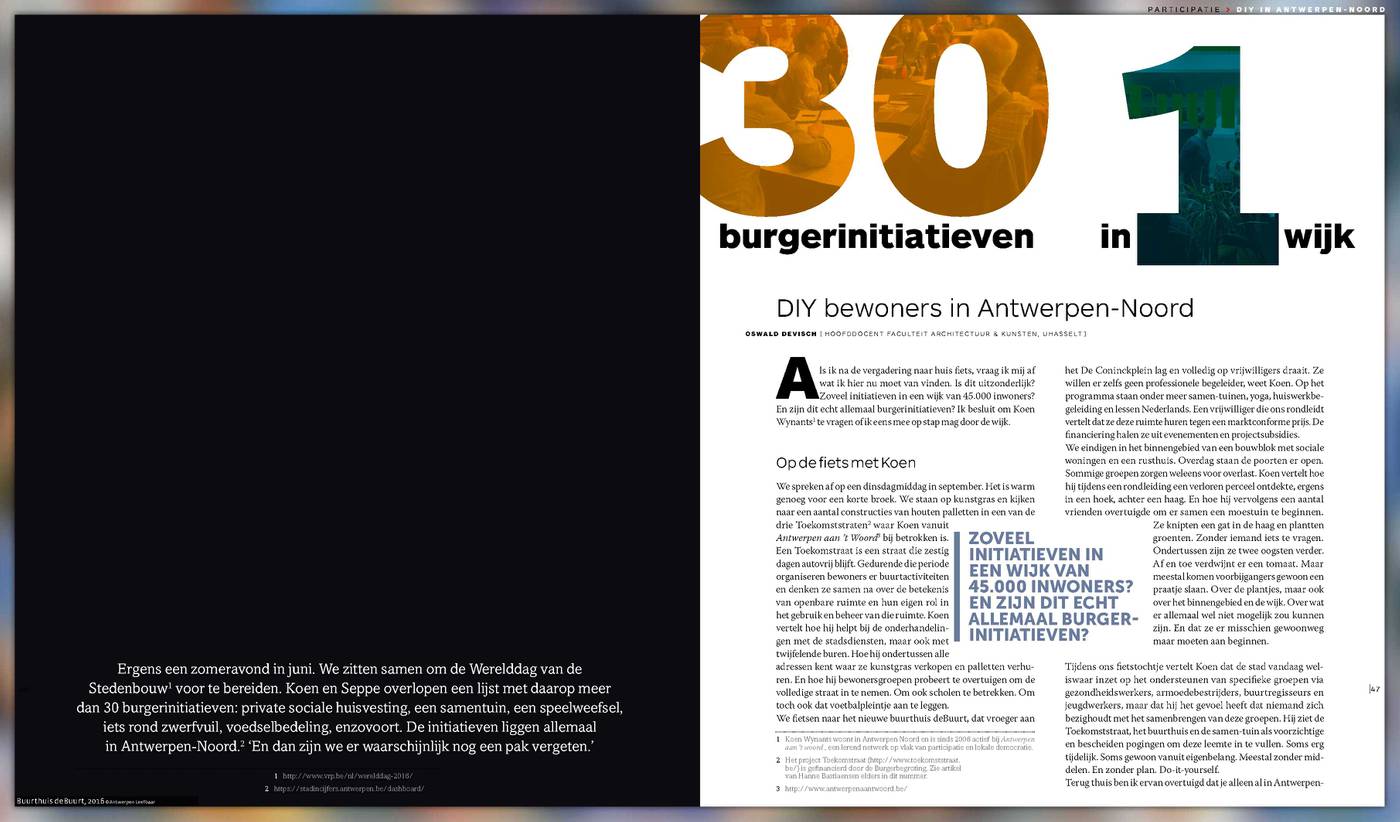 PARTICIPATIE > DIY IN ANTWERPEN-NOORD
Ergens een zomeravond in juni. We zitten samen om de Werelddag van de
Stedenbouw¹ voor te bereiden. Koen en Seppe overlopen een lijst met daarop meer
dan 30 burgerinitiatieven: private sociale huisvesting, een samentuin, een speelweefsel,
iets rond zwerfvuil, voedselbedeling, enzovoort. De initiatieven liggen allemaal
in Antwerpen-Noord.² ‘En dan zijn we er waarschijnlijk nog een pak vergeten.’
1 http://www.vrp.be/nl/werelddag-2016/
2 https://stadincijfers.antwerpen.be/dashboard/
Buurthuis deBuurt, 2016 © Antwerpen Leefbaar
30 1
burgerinitiatieven in wijk
DIY bewoners in Antwerpen-Noord
OSWALD DEVISCH [ HOOFDDOCENT FACULTEIT ARCHITECTUUR & KUNSTEN, UHASSELT ]
Als ik na de vergadering naar huis fiets, vraag ik mij af
wat ik hier nu moet van vinden. Is dit uitzonderlijk?
Zoveel initiatieven in een wijk van 45.000 inwoners?
En zijn dit echt allemaal burgerinitiatieven? Ik besluit om Koen
Wynants¹ te vragen of ik eens mee op stap mag door de wijk.
Op de fiets met Koen
We spreken af op een dinsdagmiddag in september. Het is warm
genoeg voor een korte broek. We staan op kunstgras en kijken
naar een aantal constructies van houten palletten in een van de
drie Toekomststraten² waar Koen vanuit
Antwerpen aan ’t Woord³ bij betrokken is.
Een Toekomstraat is een straat die zestig
dagen autovrij blijft. Gedurende die periode
organiseren bewoners er buurtactiviteiten
en denken ze samen na over de betekenis
van openbare ruimte en hun eigen rol in
het gebruik en beheer van die ruimte. Koen
vertelt hoe hij helpt bij de onderhandelin-
gen met de stadsdiensten, maar ook met
twijfelende buren. Hoe hij ondertussen alle
adressen kent waar ze kunstgras verkopen en palletten verhu-
ren. En hoe hij bewonersgroepen probeert te overtuigen om de
volledige straat in te nemen. Om ook scholen te betrekken. Om
toch ook dat voetbalpleintje aan te leggen.
We fietsen naar het nieuwe buurthuis deBuurt, dat vroeger aan
1 Koen Wynants woont in Antwerpen Noord en is sinds 2006 actief bij Antwerpen
aan ’t woord, een lerend netwerk op vlak van participatie en lokale democratie.
2 Het project Toekomststraat (http://www.toekomststraat.
be/) is gefinancierd door de Burgerbegroting. Zie artikel
van Hanne Bastiaensen elders in dit nummer.
3 http://www.antwerpenaantwoord.be/
ZOVEEL
INITIATIEVEN IN
EEN WIJK VAN
45.000 INWONERS?
EN ZIJN DIT ECHT
ALLEMAAL BURGER-
INITIATIEVEN?
het De Coninckplein lag en volledig op vrijwilligers draait. Ze
willen er zelfs geen professionele begeleider, weet Koen. Op het
programma staan onder meer samen-tuinen, yoga, huiswerkbe-
geleiding en lessen Nederlands. Een vrijwilliger die ons rondleidt
vertelt dat ze deze ruimte huren tegen een marktconforme prijs. De
financiering halen ze uit evenementen en projectsubsidies.
We eindigen in het binnengebied van een bouwblok met sociale
woningen en een rusthuis. Overdag staan de poorten er open.
Sommige groepen zorgen weleens voor overlast. Koen vertelt hoe
hij tijdens een rondleiding een verloren perceel ontdekte, ergens
in een hoek, achter een haag. En hoe hij vervolgens een aantal
vrienden overtuigde om er samen een moestuin te beginnen.
Ze knipten een gat in de haag en plantten
groenten. Zonder iemand iets te vragen.
Ondertussen zijn ze twee oogsten verder.
Af en toe verdwijnt er een tomaat. Maar
meestal komen voorbijgangers gewoon een
praatje slaan. Over de plantjes, maar ook
over het binnengebied en de wijk. Over wat
er allemaal wel niet mogelijk zou kunnen
zijn. En dat ze er misschien gewoonweg
maar moeten aan beginnen.
Tijdens ons fietstochtje vertelt Koen dat de stad vandaag wel-
iswaar inzet op het ondersteunen van specifieke groepen via
gezondheidswerkers, armoedebestrijders, buurtregisseurs en
jeugdwerkers, maar dat hij het gevoel heeft dat niemand zich
bezighoudt met het samenbrengen van deze groepen. Hij ziet de
Toekomststraat, het buurthuis en de samen-tuin als voorzichtige
en bescheiden pogingen om deze leemte in te vullen. Soms erg
tijdelijk. Soms gewoon vanuit eigenbelang. Meestal zonder mid-
delen. En zonder plan. Do-it-yourself.
Terug thuis ben ik ervan overtuigd dat je alleen al in Antwerpen-
|47